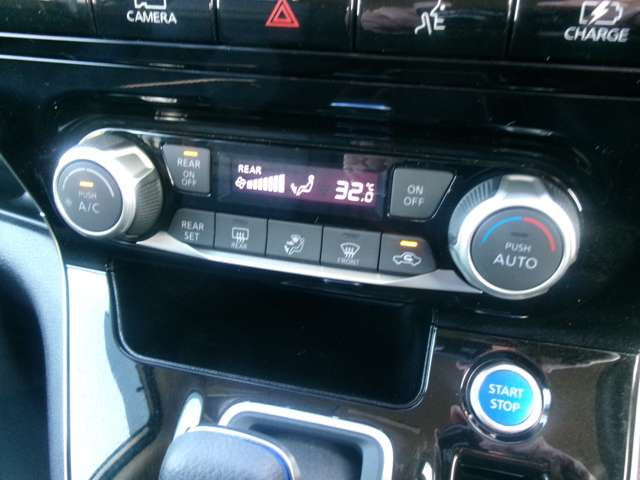 CAMERA
CHARGE
PUSH
A/C
REAR
ON
OFF
REAR
32.0
°C
ON
OFF
PUSH
AUTO
REAR
SET
REAR
FRONT
START
STOP